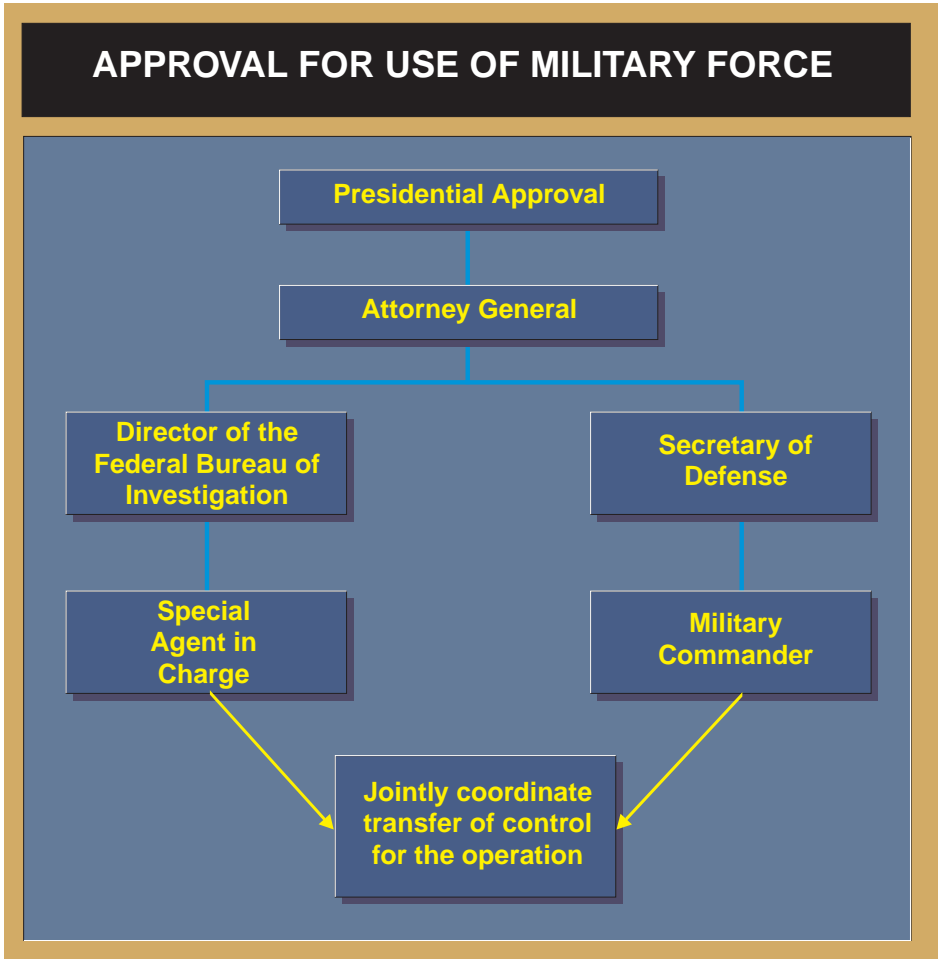 APPROVAL FOR USE OF MILITARY FORCE
Presidential Approval
Attorney General
Director of the
Federal Bureau of
Investigation
Secretary of
Defense
Special
Agent in
Charge
Military
Commander
Jointly coordinate
transfer of control
for the operation